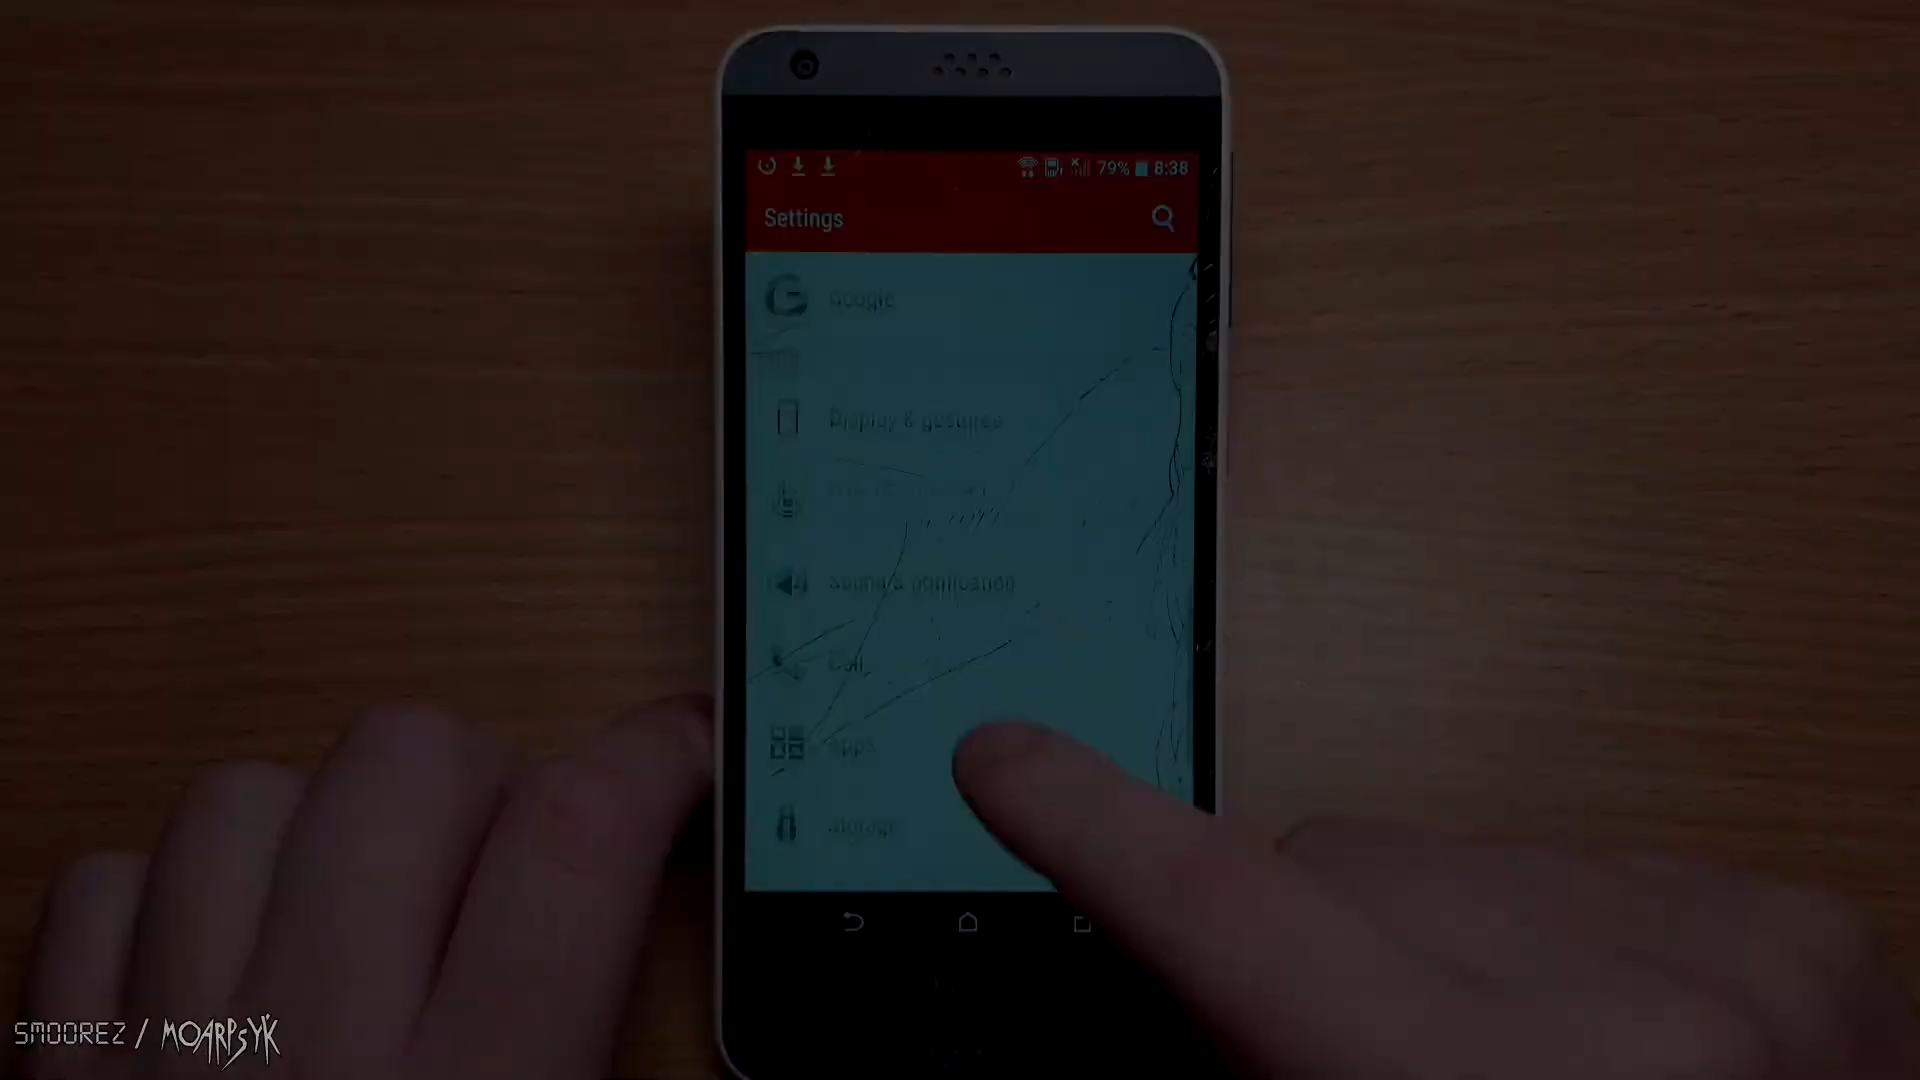 79% 8:38
Settings
Google
Display & gestures
Sound & notification
Call
Apps
Storage
SMOOREZ / MOARPSYK